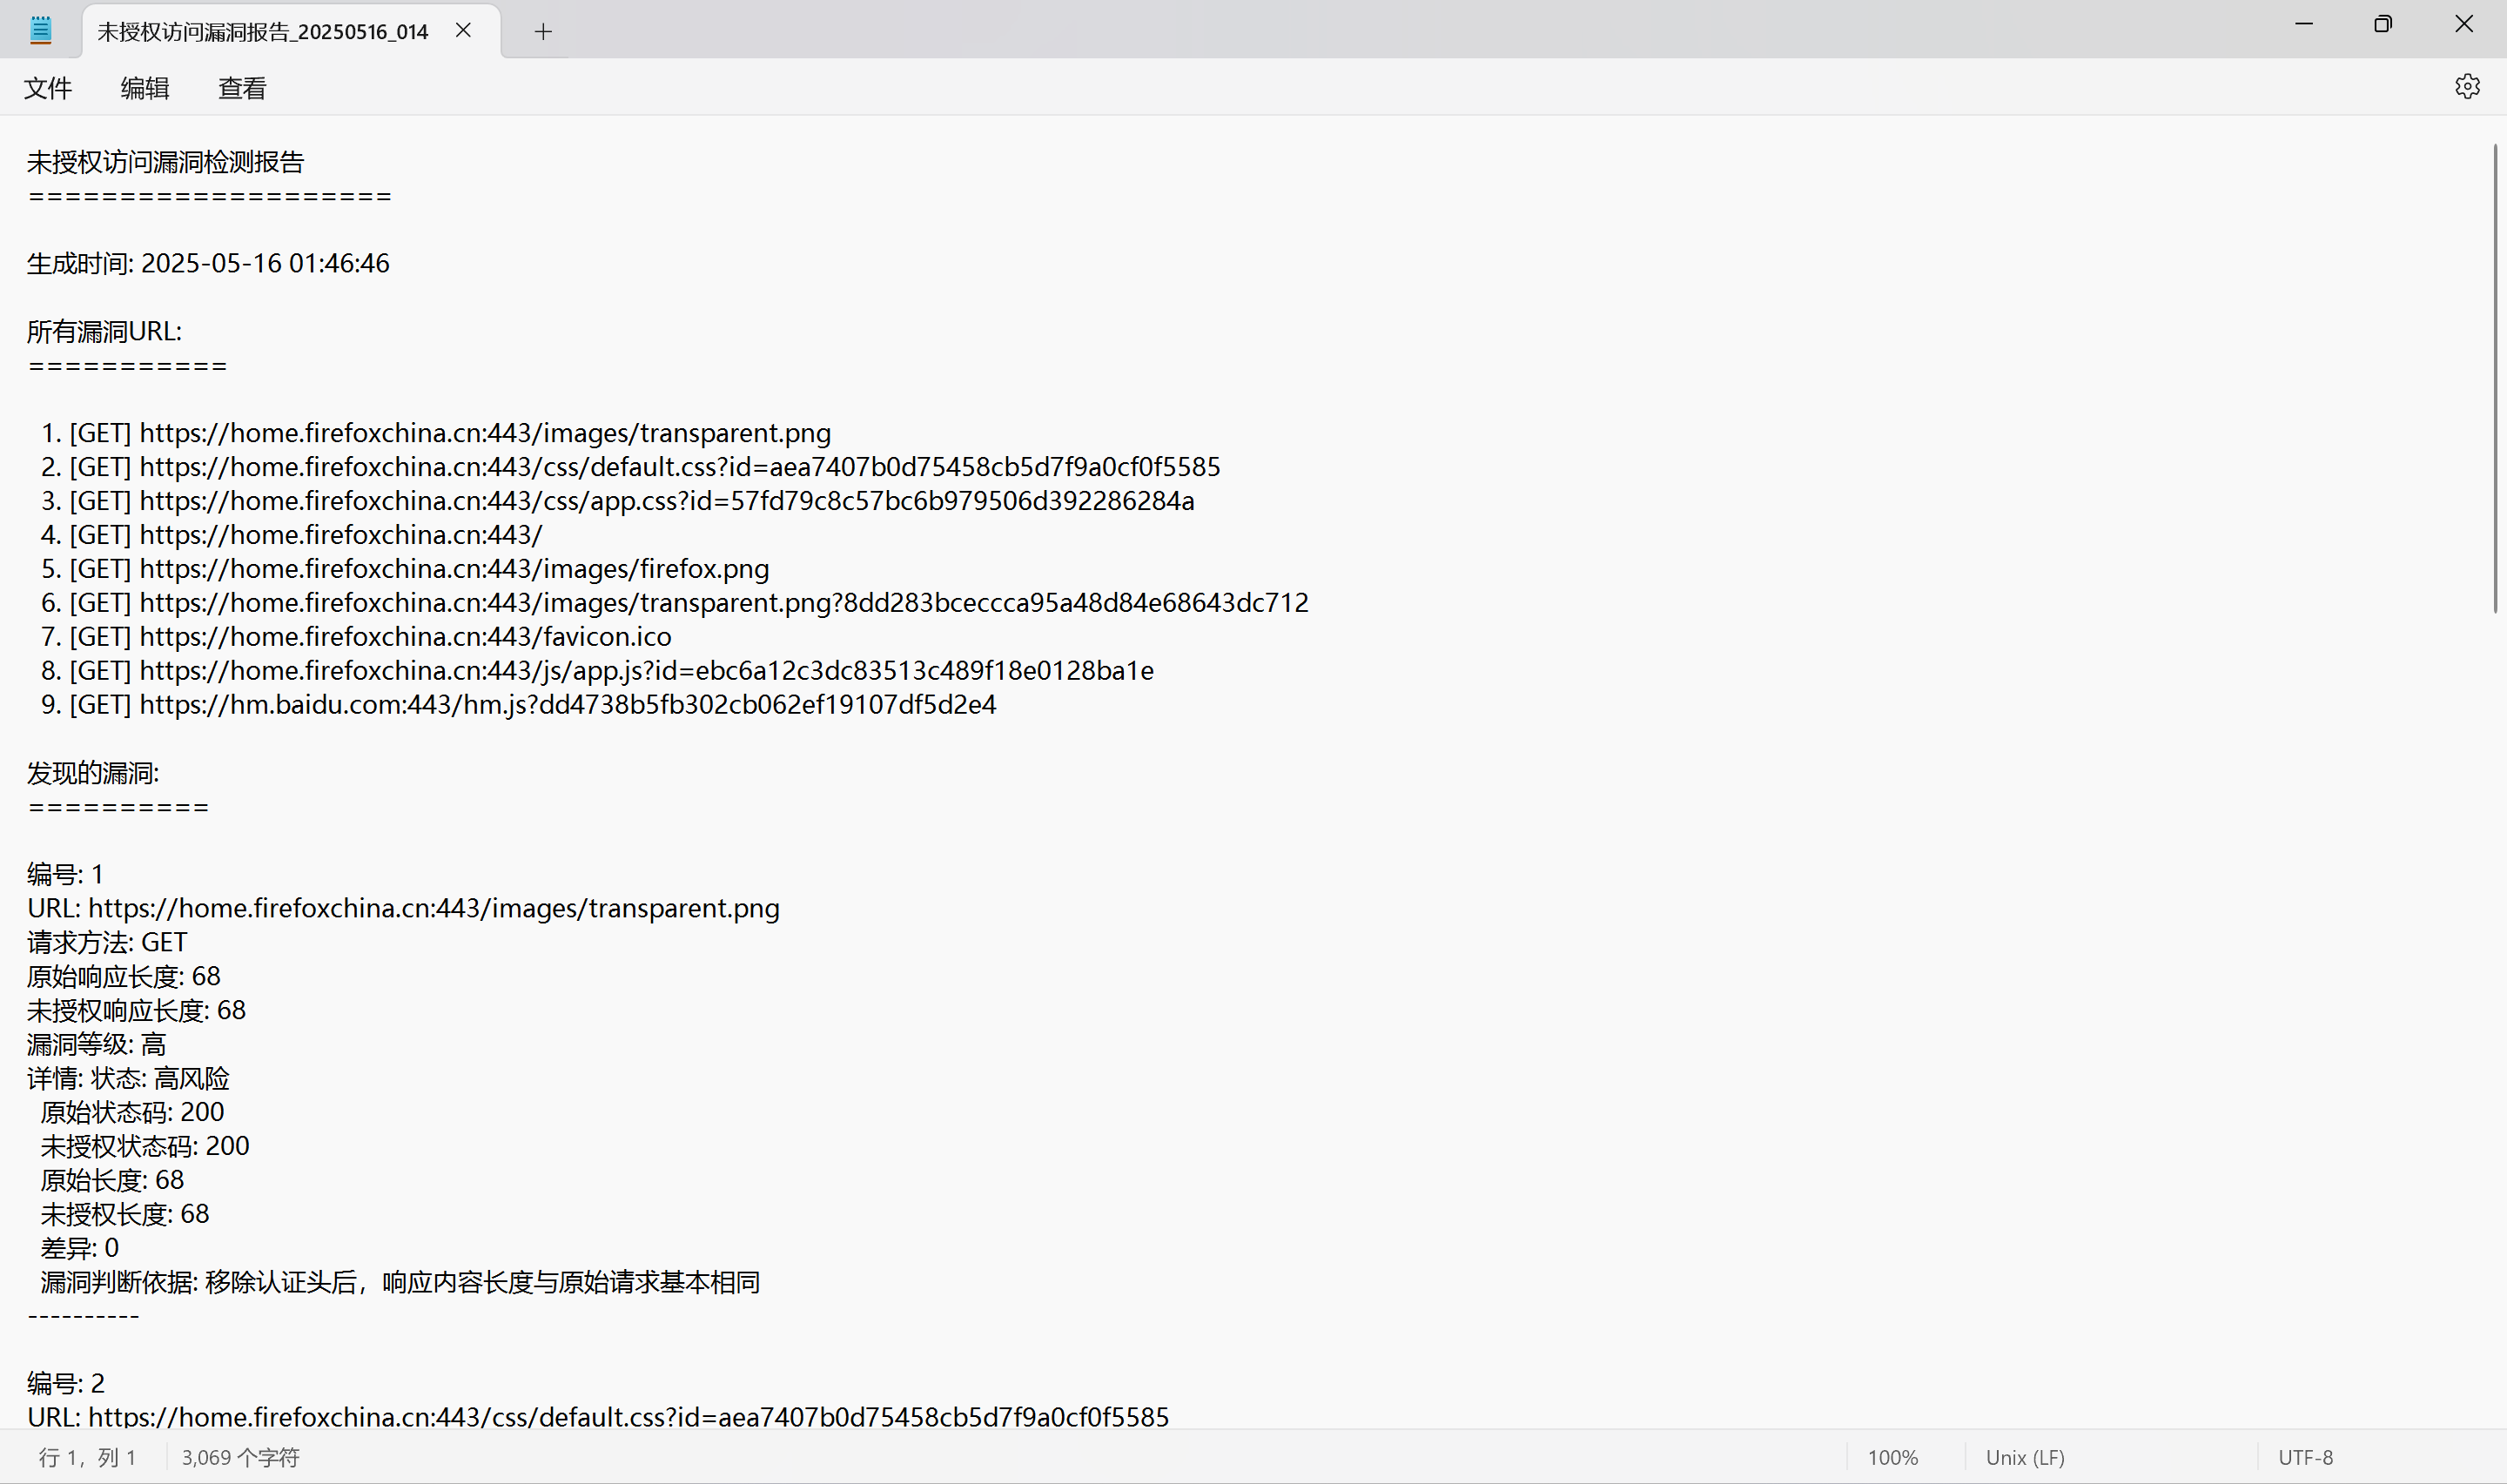 未授权访问漏洞报告_20250516_014
文件 编辑 查看
未授权访问漏洞检测报告
====================
生成时间: 2025-05-16 01:46:46
所有漏洞URL:
===========
1. [GET] https://home.firefoxchina.cn:443/images/transparent.png
2. [GET] https://home.firefoxchina.cn:443/css/default.css?id=aea7407b0d75458cb5d7f9a0cf0f5585
3. [GET] https://home.firefoxchina.cn:443/css/app.css?id=57fd79c8c57bc6b979506d392286284a
4. [GET] https://home.firefoxchina.cn:443/
5. [GET] https://home.firefoxchina.cn:443/images/firefox.png
6. [GET] https://home.firefoxchina.cn:443/images/transparent.png?8dd283bceccca95a48d84e68643dc712
7. [GET] https://home.firefoxchina.cn:443/favicon.ico
8. [GET] https://home.firefoxchina.cn:443/js/app.js?id=ebc6a12c3dc83513c489f18e0128ba1e
9. [GET] https://hm.baidu.com:443/hm.js?dd4738b5fb302cb062ef19107df5d2e4
发现的漏洞:
==========
编号: 1
URL: https://home.firefoxchina.cn:443/images/transparent.png
请求方法: GET
原始响应长度: 68
未授权响应长度: 68
漏洞等级: 高
详情: 状态: 高风险
原始状态码: 200
未授权状态码: 200
原始长度: 68
未授权长度: 68
差异: 0
漏洞判断依据: 移除认证头后，响应内容长度与原始请求基本相同
----------
编号: 2
URL: https://home.firefoxchina.cn:443/css/default.css?id=aea7407b0d75458cb5d7f9a0cf0f5585
行 1，列 1 3,069 个字符 100% Unix (LF) UTF-8